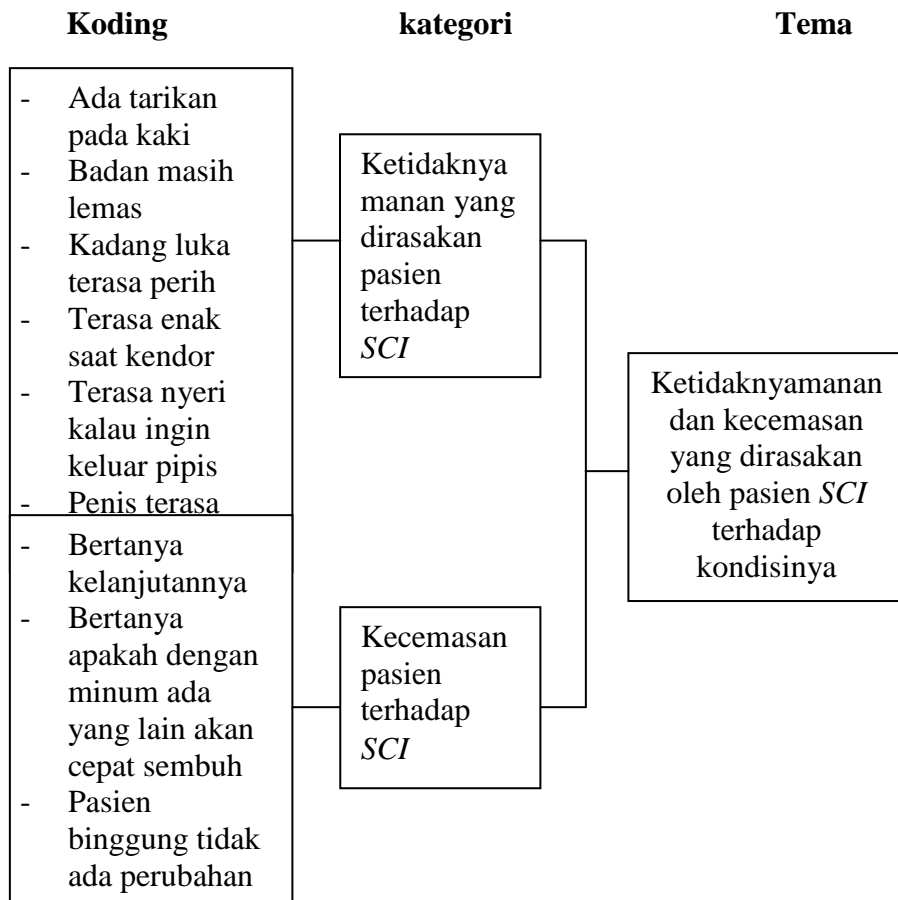 Koding kategori Tema
- Ada tarikan
pada kaki
- Badan masih
lemas
- Kadang luka
terasa perih
- Terasa enak
saat kendor
- Terasa nyeri
kalau ingin
keluar pipis
- Penis terasa
- Bertanya
kelanjutannya
- Bertanya
apakah dengan
minum ada
yang lain akan
cepat sembuh
- Pasien
binggung tidak
ada perubahan
Ketidaknya
manan yang
dirasakan
pasien
terhadap
SCI
Kecemasan
pasien
terhadap
SCI
Ketidaknyamanan
dan kecemasan
yang dirasakan
oleh pasien SCI
terhadap
kondisinya